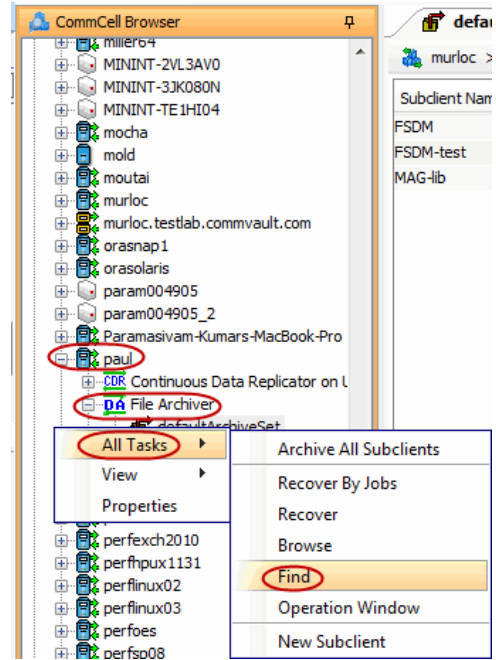 CommCell Browser
miller64
MININT-2VL3AV0
MININT-3JK080N
MININT-TE1HI04
mocha
mold
moutai
murloc
murloc.testlab.commvault.com
orasnap1
orasolaris
param004905
param004905_2
Paramasivam-Kumars-MacBook-Pro
paul
CDR Continuous Data Replicator on
DA File Archiver
defaultArchiveSet
All Tasks
View
Properties
Archive All Subclients
Recover By Jobs
Recover
Browse
Find
Operation Window
New Subclient
perfexch2010
perfhpux1131
perflinux02
perflinux03
perfoes
perfsp08
defau
murloc >
Subclient Nam
FSDM
FSDM-test
MAG-lib